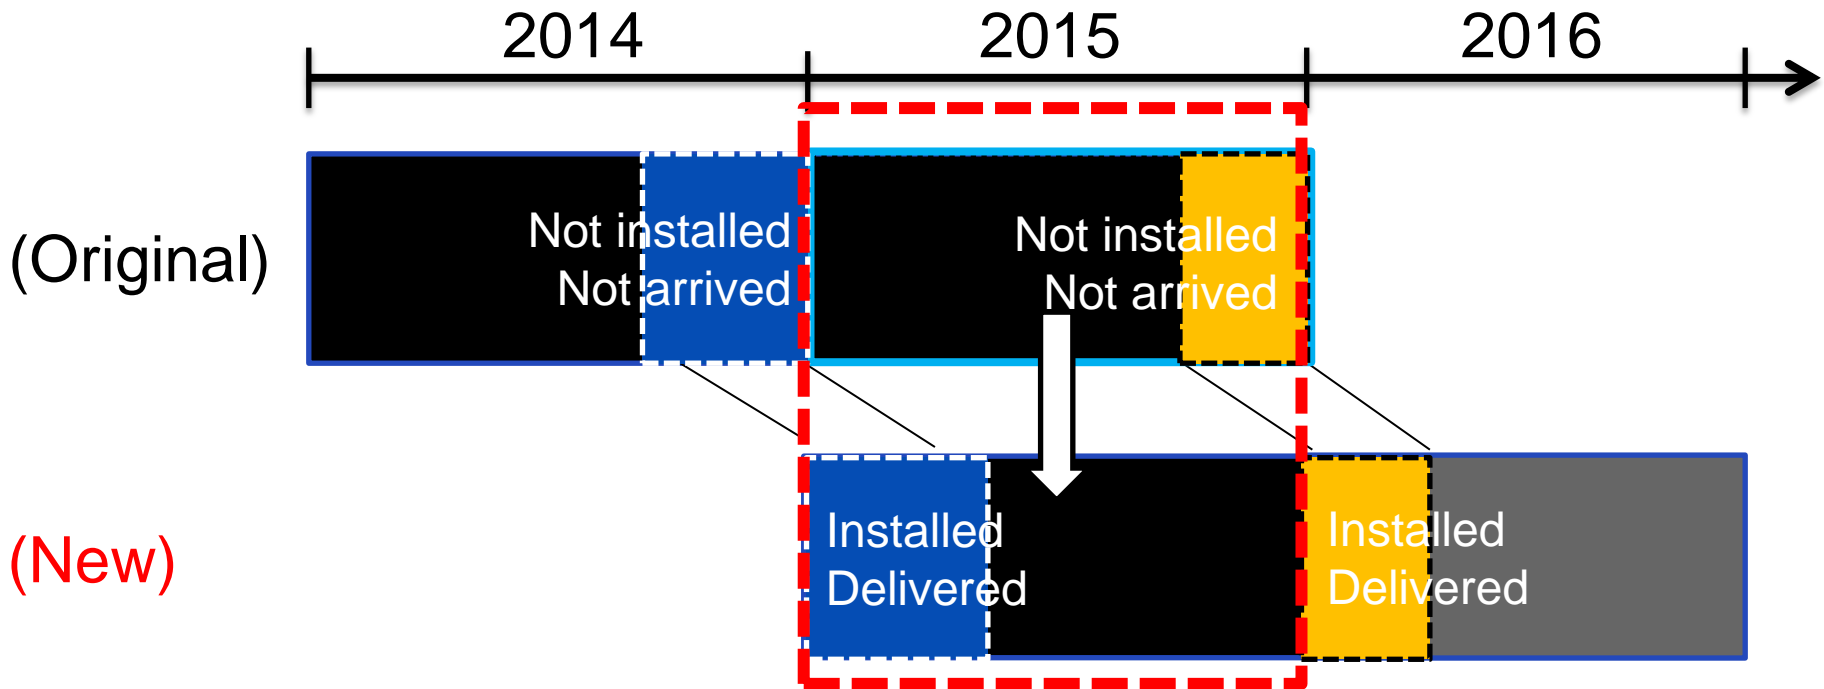 2014
2015
2016
(Original)
Not installed
Not arrived
Not installed
Not arrived
(New)
Installed
Delivered
Installed
Delivered